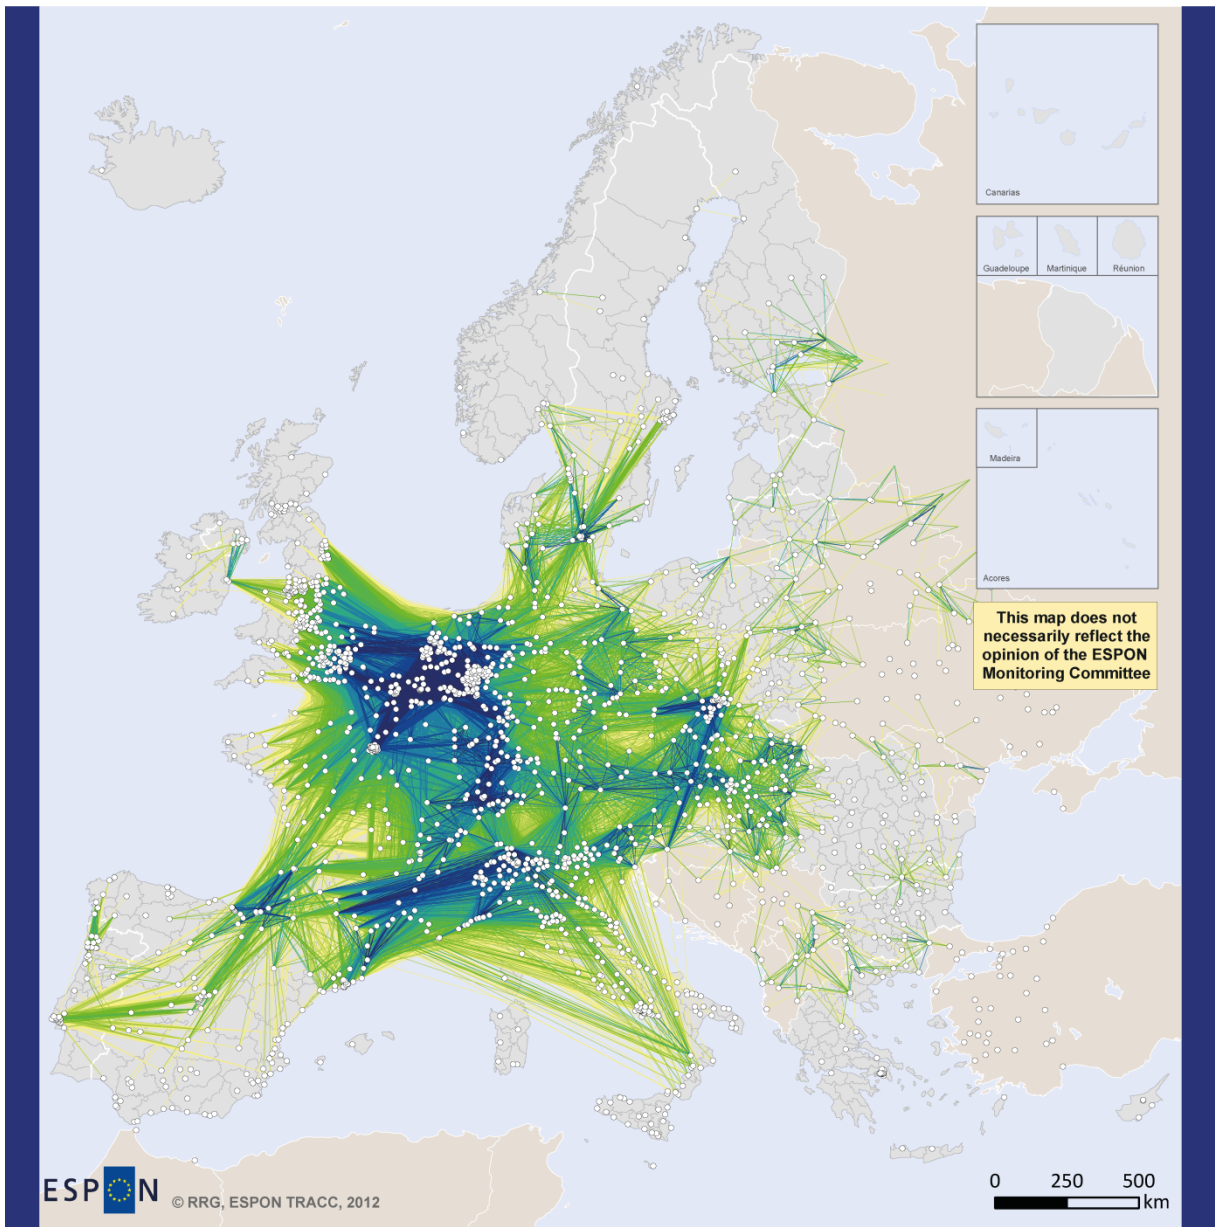 Canarias
Guadeloupe
Martinique
Réunion
Madeira
Acores
This map does not
necessarily reflect the
opinion of the ESPON
Monitoring Committee
ESPON
© RRG, ESPON TRACC, 2012
0 250 500
km